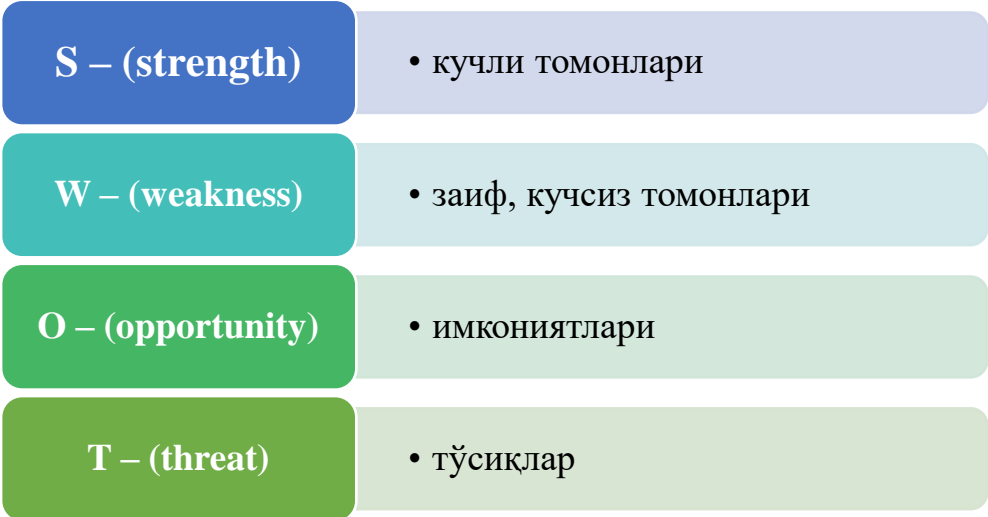 S – (strength)
• кучли томонлари
W – (weakness)
• заиф, кучсиз томонлари
O – (opportunity)
• имкониятлари
T – (threat)
• тўсиқлар